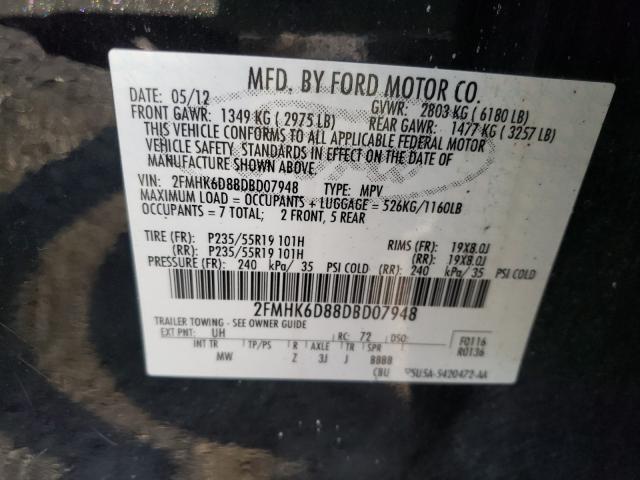 MFD. BY FORD MOTOR CO.
DATE: 05/12 GVWR: 2803 KG ( 6180 LB)
FRONT GAWR: 1349 KG ( 2975 LB) REAR GAWR: 1477 KG ( 3257 LB)
THIS VEHICLE CONFORMS TO ALL APPLICABLE FEDERAL MOTOR
VEHICLE SAFETY STANDARDS IN EFFECT ON THE DATE OF
MANUFACTURE SHOWN ABOVE.
VIN: 2FMHK6D88DBD07948 TYPE: MPV
MAXIMUM LOAD = OCCUPANTS + LUGGAGE = 526KG/1160LB
OCCUPANTS = 7 TOTAL; 2 FRONT, 5 REAR
TIRE (FR): P235/55R19 101H RIMS (FR): 19X8.0J
(RR): P235/55R19 101H (RR): 19X8.0J
PRESSURE (FR): 240 kPa/ 35 PSI COLD (RR): 240 kPa/ 35 PSI COLD
2FMHK6D88DBD07948
TRAILER TOWING - SEE OWNER GUIDE
EXT PNT: UH RC: 72 DSO: F0116
INT TR TP/PS R AXLE TR SPR R0136
MW Z 3J J BBBB
CBU 5U5A-5420472-AA